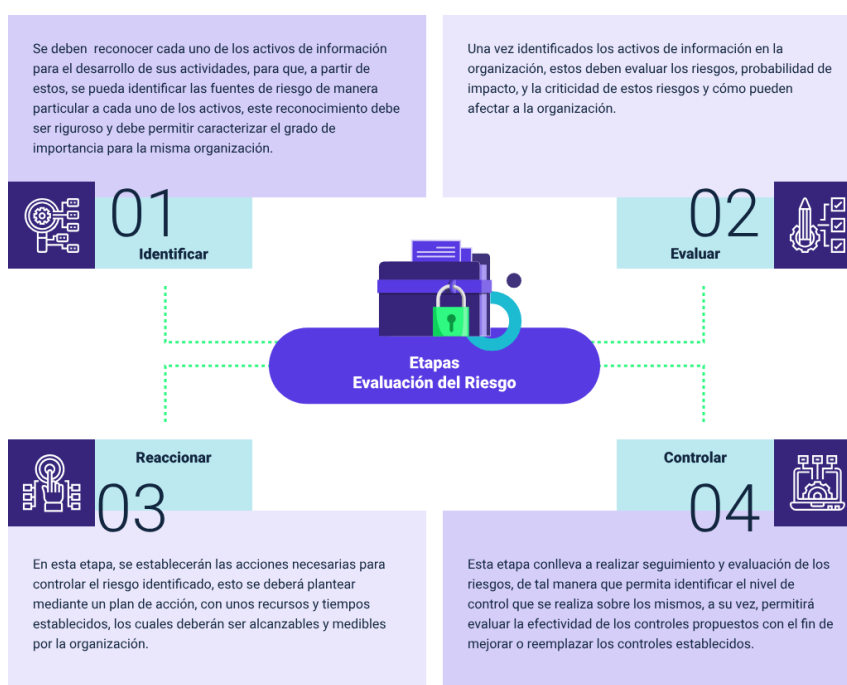 Se deben reconocer cada uno de los activos de información
para el desarrollo de sus actividades, para que, a partir de
estos, se pueda identificar las fuentes de riesgo de manera
particular a cada uno de los activos, este reconocimiento debe
ser riguroso y debe permitir caracterizar el grado de
importancia para la misma organización.
01
Identificar
Una vez identificados los activos de información en la
organización, estos deben evaluar los riesgos, probabilidad de
impacto, y la criticidad de estos riesgos y cómo pueden
afectar a la organización.
02
Evaluar
Etapas
Evaluación del Riesgo
Reaccionar
03
En esta etapa, se establecerán las acciones necesarias para
controlar el riesgo identificado, esto se deberá plantear
mediante un plan de acción, con unos recursos y tiempos
establecidos, los cuales deberán ser alcanzables y medibles
por la organización.
Controlar
04
Esta etapa conlleva a realizar seguimiento y evaluación de los
riesgos, de tal manera que permita identificar el nivel de
control que se realiza sobre los mismos, a su vez, permitirá
evaluar la efectividad de los controles propuestos con el fin de
mejorar o reemplazar los controles establecidos.